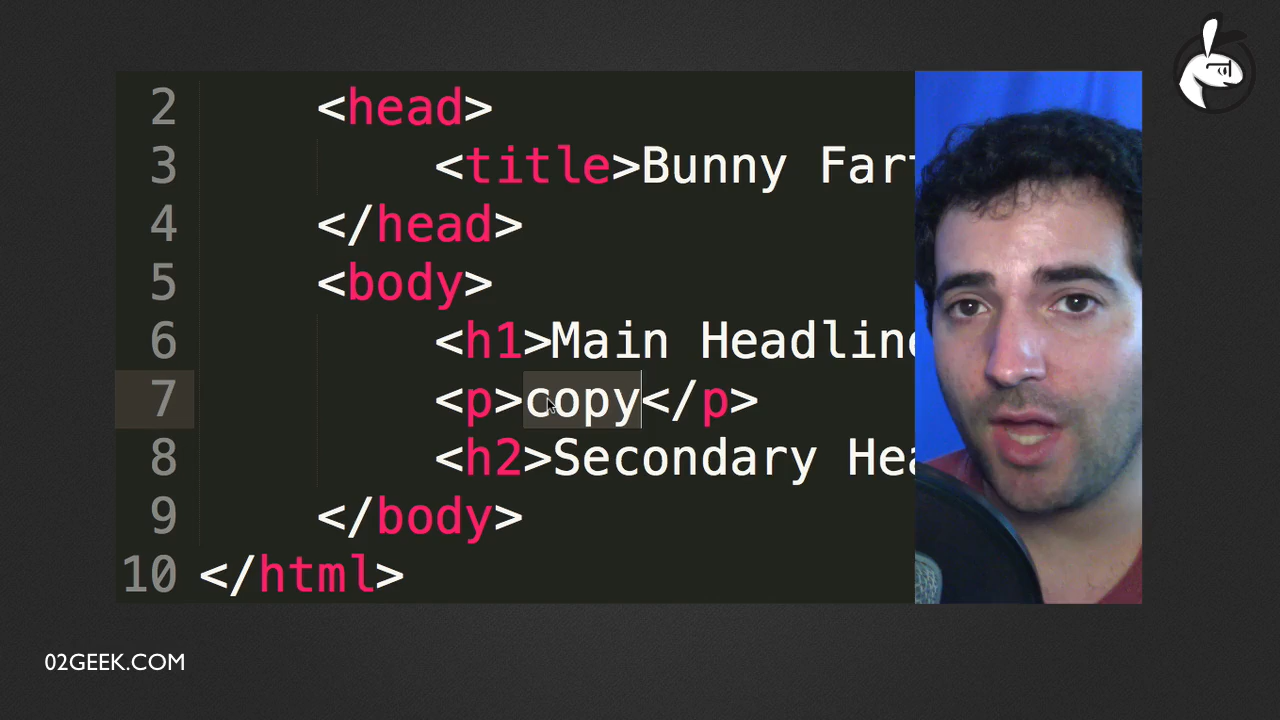 2 <head>
3 <title>Bunny Far
4 </head>
5 <body>
6 <h1>Main Headlin
7 <p>copy</p>
8 <h2>Secondary Hea
9 </body>
10 </html>
02GEEK.COM